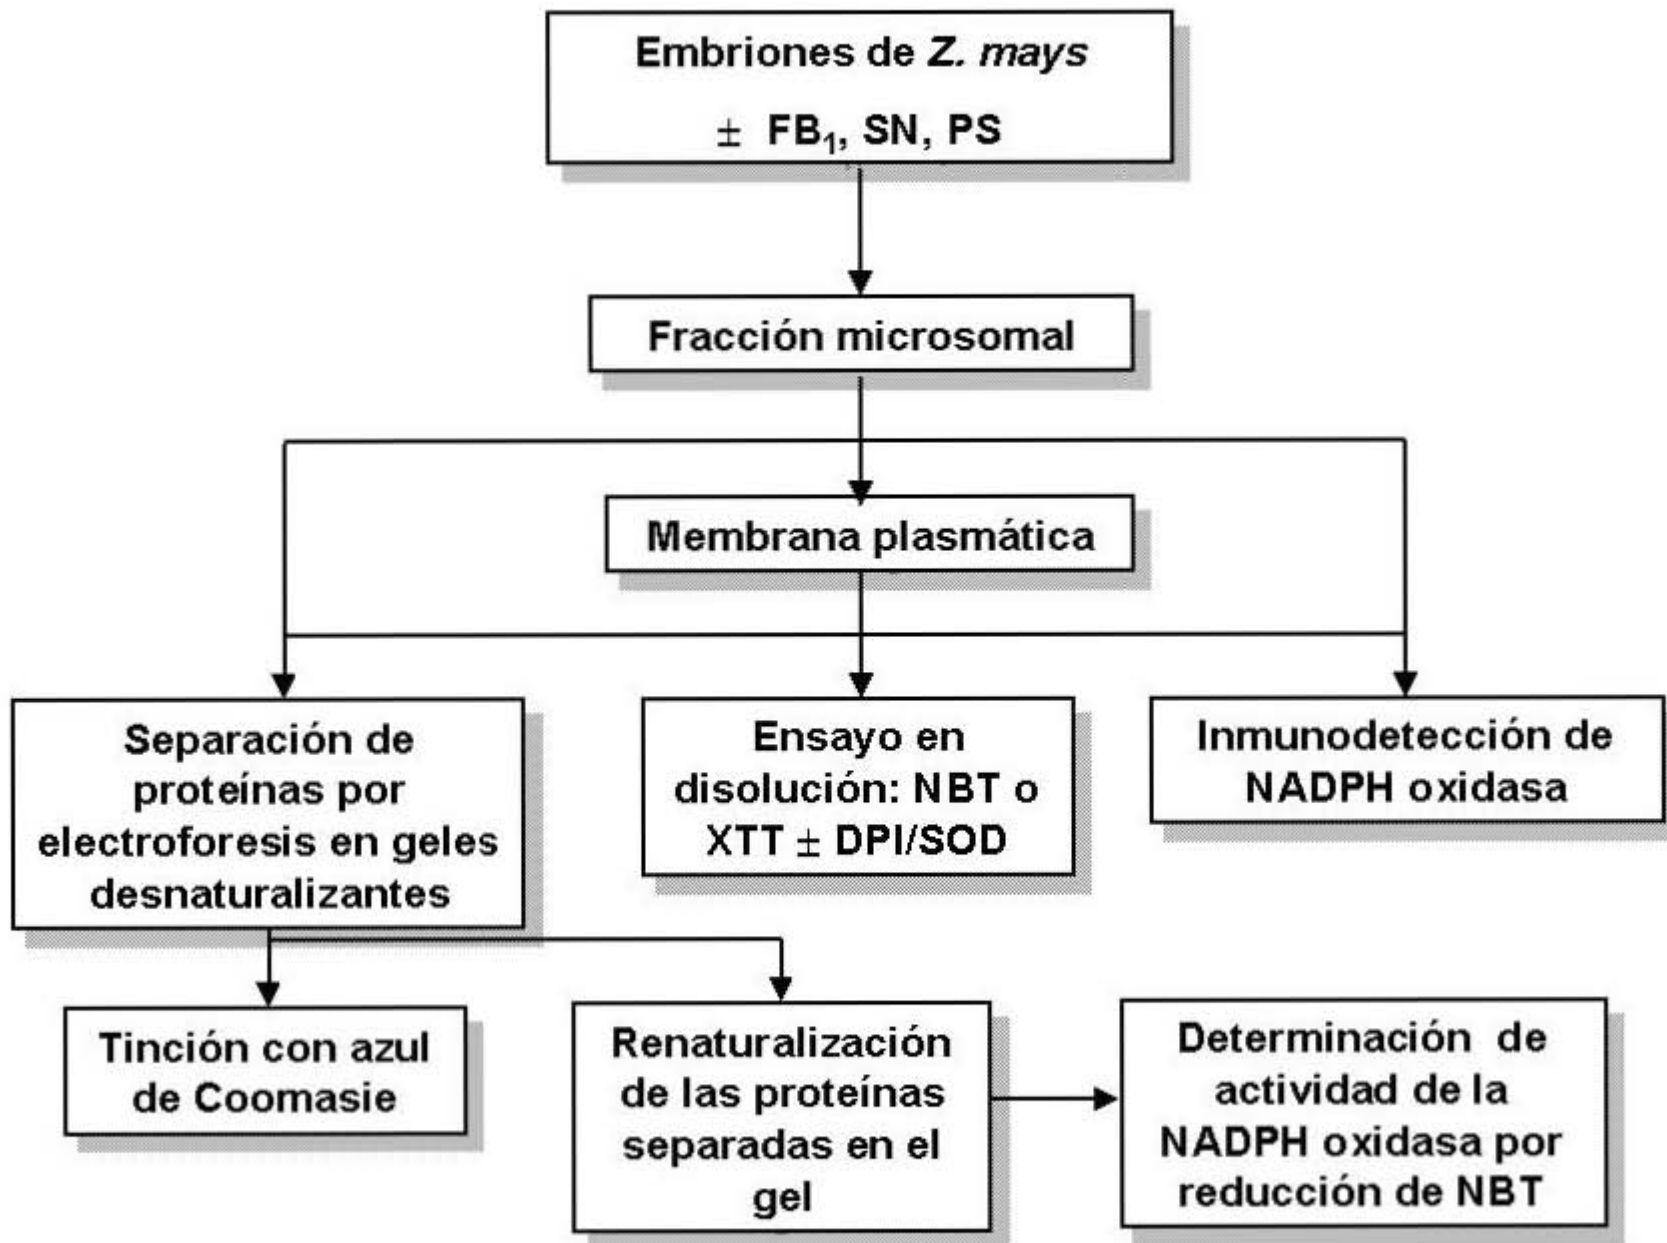 Embriones de Z. mays
± FB₁, SN, PS
Fracción microsomal
Membrana plasmática
Separación de
proteínas por
electroforesis en geles
desnaturalizantes
Ensayo en
disolución: NBT o
XTT ± DPI/SOD
Inmunodetección de
NADPH oxidasa
Tinción con azul
de Coomasie
Renaturalización
de las proteínas
separadas en el
gel
Determinación de
actividad de la
NADPH oxidasa por
reducción de NBT